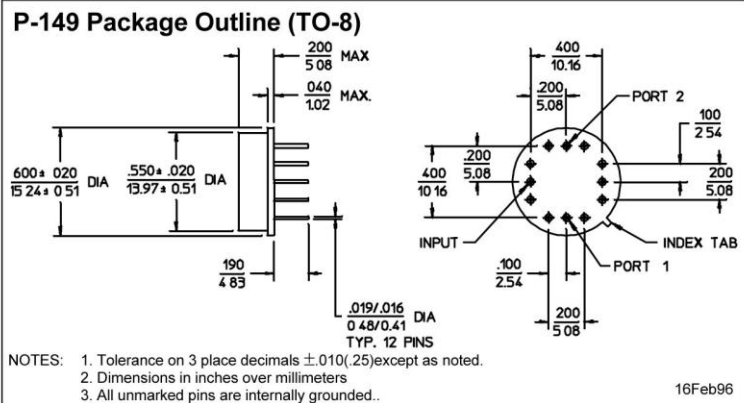 P-149 Package Outline (TO-8)
200
5 08 MAX
.040
1.02 MAX.
600± 020
15 24± 0 51 DIA
.550± .020
13.97± 0.51 DIA
190
4 83
.019/.016
0 48/0.41 DIA
TYP. 12 PINS
400
10.16
.200
5.08
PORT 2
100
2 54
.200
5.08
400
10 16
200
5.08
INPUT
INDEX TAB
PORT 1
.100
2.54
200
5 08
NOTES: 1. Tolerance on 3 place decimals ±.010(.25)except as noted.
2. Dimensions in inches over millimeters
3. All unmarked pins are internally grounded..
16Feb96